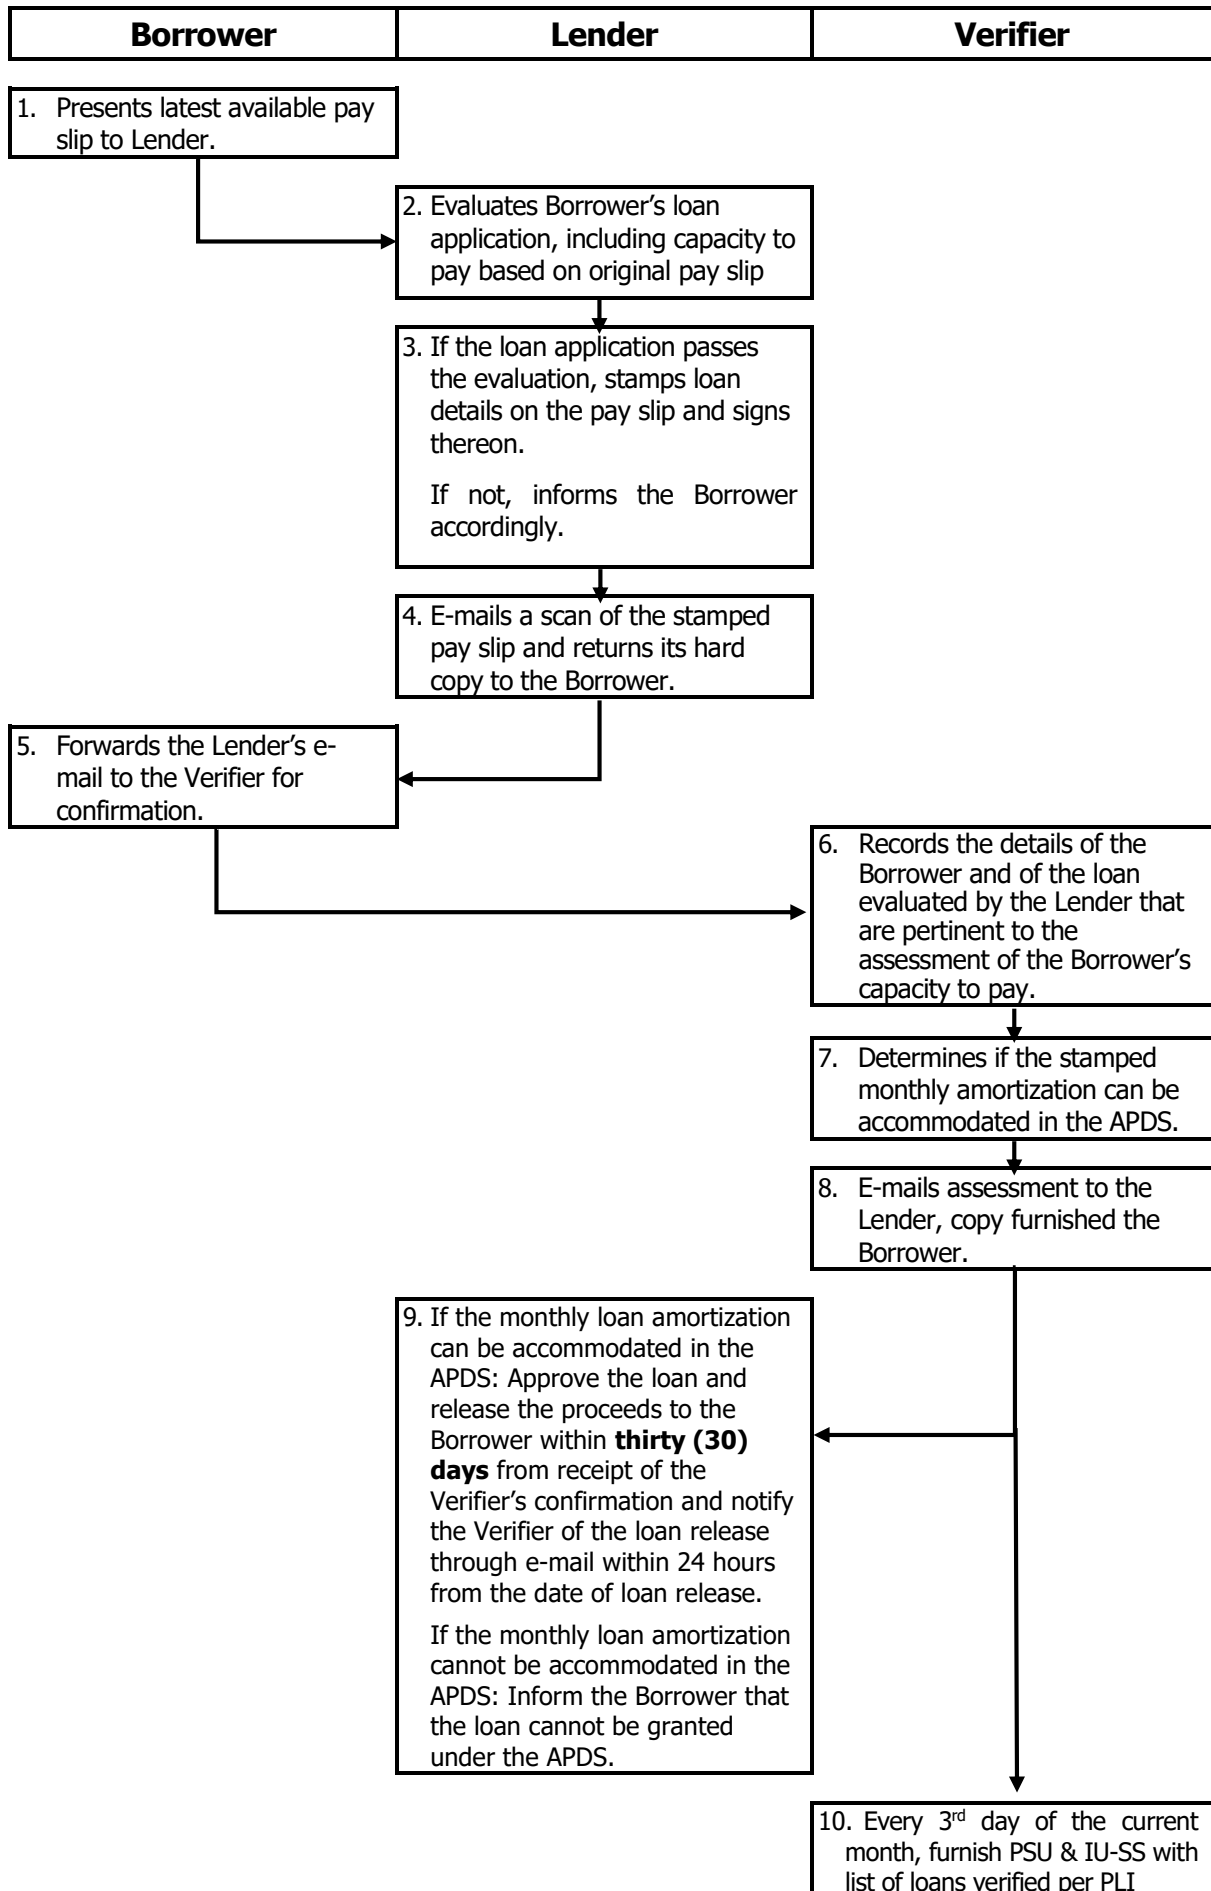 Borrower
Lender
Verifier
1. Presents latest available pay
slip to Lender.
2. Evaluates Borrower’s loan
application, including capacity to
pay based on original pay slip
3. If the loan application passes
the evaluation, stamps loan
details on the pay slip and signs
thereon.
If not, informs the Borrower
accordingly.
4. E-mails a scan of the stamped
pay slip and returns its hard
copy to the Borrower.
5. Forwards the Lender’s e-
mail to the Verifier for
confirmation.
6. Records the details of the
Borrower and of the loan
evaluated by the Lender that
are pertinent to the
assessment of the Borrower’s
capacity to pay.
7. Determines if the stamped
monthly amortization can be
accommodated in the APDS.
8. E-mails assessment to the
Lender, copy furnished the
Borrower.
9. If the monthly loan amortization
can be accommodated in the
APDS: Approve the loan and
release the proceeds to the
Borrower within thirty (30)
days from receipt of the
Verifier’s confirmation and notify
the Verifier of the loan release
through e-mail within 24 hours
from the date of loan release.
If the monthly loan amortization
cannot be accommodated in the
APDS: Inform the Borrower that
the loan cannot be granted
under the APDS.
10. Every 3rd day of the current
month, furnish PSU & IU-SS with
list of loans verified per PLI